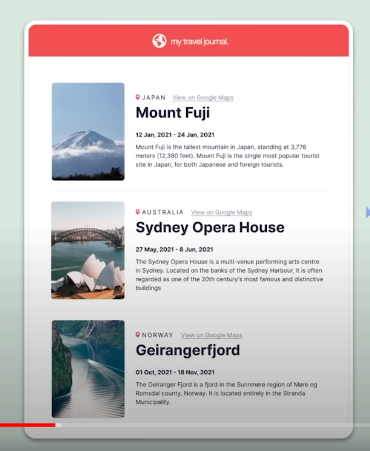 my travel journal.
JAPAN View on Google Maps
Mount Fuji
12 Jan, 2021 - 24 Jan, 2021
Mount Fuji is the tallest mountain in Japan, standing at 3,776
meters (12,380 feet). Mount Fuji is the single most popular tourist
site in Japan, for both Japanese and foreign tourists.
AUSTRALIA View on Google Maps
Sydney Opera House
27 May, 2021 - 8 Jun, 2021
The Sydney Opera House is a multi-venue performing arts centre
in Sydney. Located on the banks of the Sydney Harbour, it is often
regarded as one of the 20th century's most famous and distinctive
buildings
NORWAY View on Google Maps
Geirangerfjord
01 Oct, 2021 - 18 Nov, 2021
The Geiranger Fjord is a fjord in the Sunnmøre region of Møre og
Romsdal county, Norway. It is located entirely in the Stranda
Municipality.